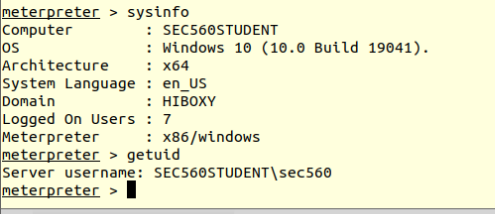 meterpreter > sysinfo
Computer        : SEC560STUDENT
OS              : Windows 10 (10.0 Build 19041).
Architecture    : x64
System Language : en_US
Domain          : HIBOXY
Logged On Users : 7
Meterpreter     : x86/windows
meterpreter > getuid
Server username: SEC560STUDENT\sec560
meterpreter >